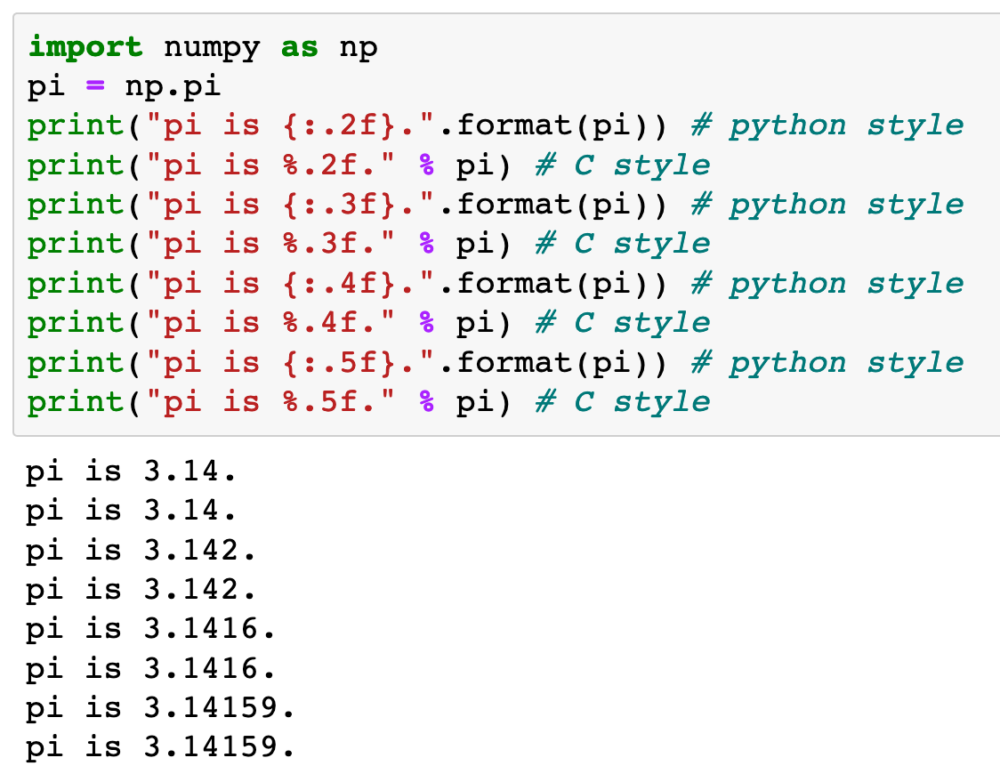 import numpy as np
pi = np.pi
print("pi is {:.2f}.".format(pi)) # python style
print("pi is %.2f." % pi) # C style
print("pi is {:.3f}.".format(pi)) # python style
print("pi is %.3f." % pi) # C style
print("pi is {:.4f}.".format(pi)) # python style
print("pi is %.4f." % pi) # C style
print("pi is {:.5f}.".format(pi)) # python style
print("pi is %.5f." % pi) # C style
pi is 3.14.
pi is 3.14.
pi is 3.142.
pi is 3.142.
pi is 3.1416.
pi is 3.1416.
pi is 3.14159.
pi is 3.14159.